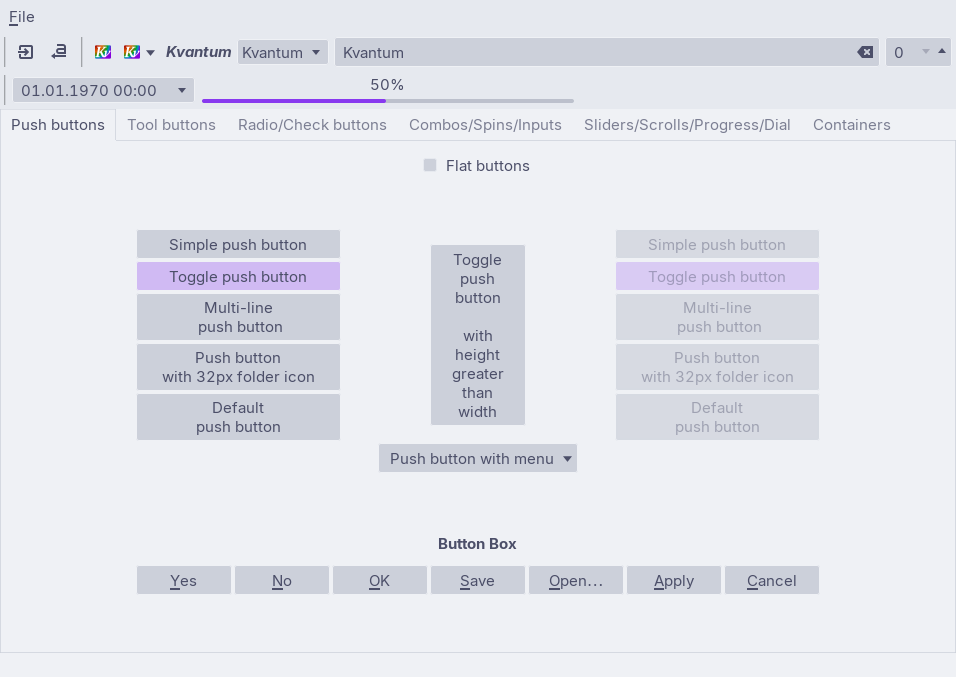 File
Kvantum Kvantum Kvantum 0
01.01.1970 00:00 50%
Push buttons Tool buttons Radio/Check buttons Combos/Spins/Inputs Sliders/Scrolls/Progress/Dial Containers
Flat buttons
Simple push button
Toggle push button
Multi-line
push button
Push button
with 32px folder icon
Default
push button
Toggle
push
button
with
height
greater
than
width
Push button with menu
Simple push button
Toggle push button
Multi-line
push button
Push button
with 32px folder icon
Default
push button
Button Box
Yes No OK Save Open... Apply Cancel